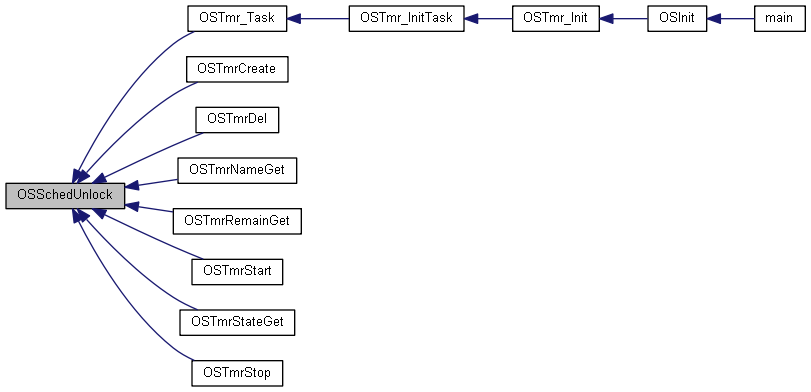 OSTmr_Task
OSTmr_InitTask
OSTmr_Init
OSInit
main
OSTmrCreate
OSTmrDel
OSTmrNameGet
OSSchedUnlock
OSTmrRemainGet
OSTmrStart
OSTmrStateGet
OSTmrStop